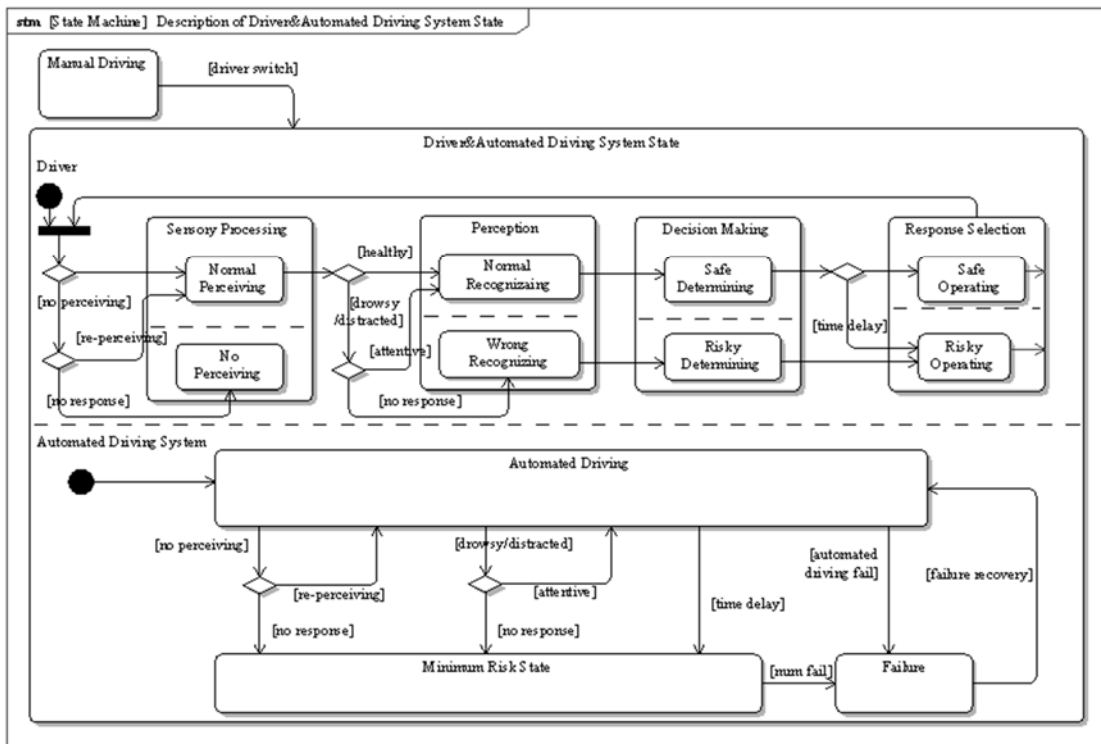 stm [State Machine] Description of Driver&Automated Driving System State
Manual Driving
[driver switch]
Driver&Automated Driving System State
Driver
Sensory Processing
Perception
Decision Making
Response Selection
[healthy]
Normal
Perceiving
Normal
Recognizaing
Safe
Determining
Safe
Operating
[no perceiving]
[drowsy
/distracted]
[time delay]
[re-perceiving]
[attentive]
No
Perceiving
Wrong
Recognizing
Risky
Determining
Risky
Operating
[no response]
[no response]
Automated Driving System
Automated Driving
[no perceiving]
[drowsy/distracted]
[automated
driving fail]
[failure recovery]
[re-perceiving]
[attentive]
[time delay]
[no response]
[no response]
Minimum Risk State
[mrm fail]
Failure